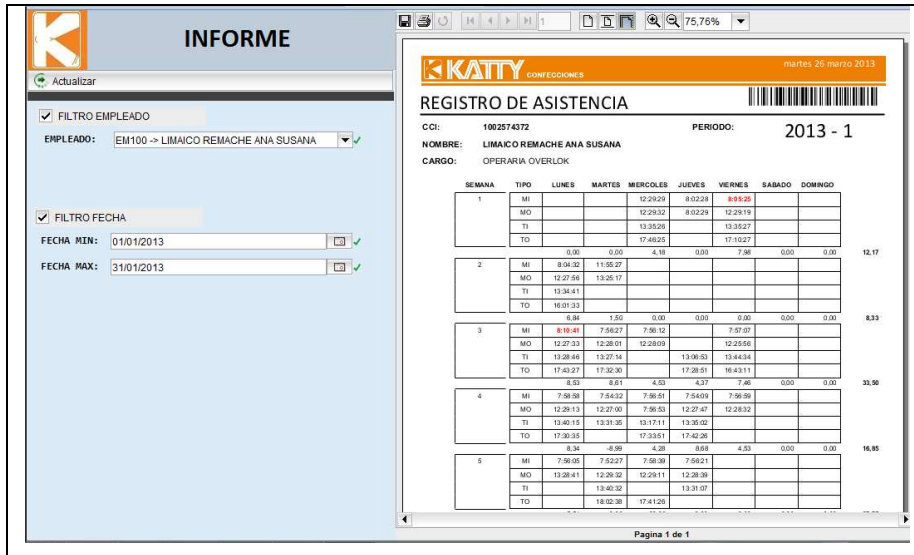 INFORME
Actualizar
FILTRO EMPLEADO
EMPLEADO: EM100 -> LIMAICO REMACHE ANA SUSANA
FILTRO FECHA
FECHA MIN: 01/01/2013
FECHA MAX: 31/01/2013
1 75,76%
KATTY CONFECCIONES martes 26 marzo 2013
REGISTRO DE ASISTENCIA
CCI: 1002574372 PERIODO: 2013 - 1
NOMBRE: LIMAICO REMACHE ANA SUSANA
CARGO: OPERARIA OVERLOK
SEMANA TIPO LUNES MARTES MIERCOLES JUEVES VIERNES SABADO DOMINGO
1 MI 12:29:29 8:02:28 8:05:25
MO 12:29:32 8:02:29 12:29:19
TI 13:35:26 13:35:27
TO 17:46:25 17:10:27
0,00 0,00 4,18 0,00 7,98 0,00 0,00 12,17
2 MI 8:04:32 11:55:27
MO 12:27:56 13:25:17
TI 13:34:41
TO 16:01:33
6,84 1,50 0,00 0,00 0,00 0,00 0,00 8,33
3 MI 8:10:41 7:56:27 7:56:12 7:57:07
MO 12:27:33 12:28:01 12:28:09 12:25:56
TI 13:28:46 13:27:14 13:06:53 13:44:34
TO 17:43:27 17:32:30 17:28:51 16:43:11
8,53 8,61 4,53 4,37 7,46 0,00 0,00 33,50
4 MI 7:58:58 7:54:32 7:56:51 7:54:09 7:56:59
MO 12:29:13 12:27:00 7:56:53 12:27:47 12:28:32
TI 13:40:15 13:31:35 13:17:11 13:35:02
TO 17:30:35 17:33:51 17:42:26
8,34 -8,99 4,28 8,68 4,53 0,00 0,00 16,85
5 MI 7:56:05 7:52:27 7:58:39 7:56:21
MO 13:28:41 12:29:32 12:29:11 12:28:39
TI 13:40:32 13:31:07
TO 18:02:38 17:41:26
Pagina 1 de 1